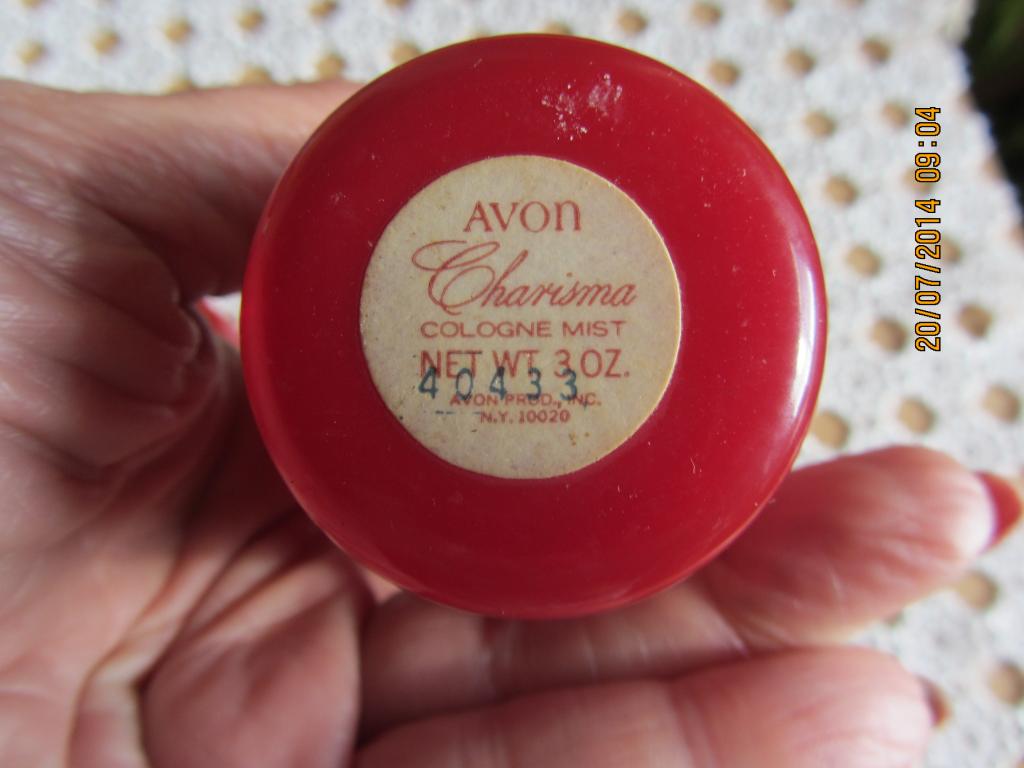 AVON
Charisma
COLOGNE MIST
NET WT. 3 OZ.
40433
AVON PROD., INC.
N.Y. 10020
20/07/2014 09:04